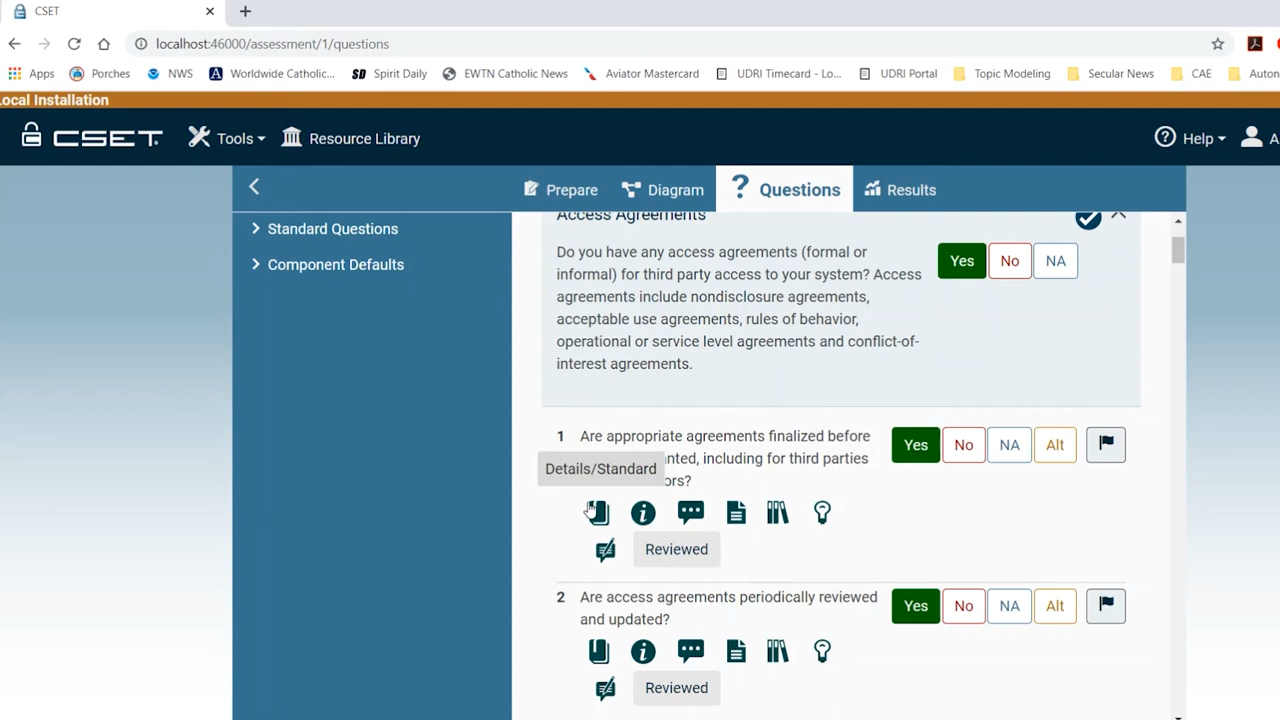 CSET
localhost:46000/assessment/1/questions
Apps Porches NWS Worldwide Catholic... SD Spirit Daily EWTN Catholic News Aviator Mastercard UDRI Timecard - Lo... UDRI Portal Topic Modeling Secular News CAE Auton
ocal Installation
CSET Tools Resource Library Help A
Prepare Diagram ? Questions Results
Standard Questions
Component Defaults
Access Agreements
Do you have any access agreements (formal or
informal) for third party access to your system? Access
agreements include nondisclosure agreements,
acceptable use agreements, rules of behavior,
operational or service level agreements and conflict-of-
interest agreements.
Yes No NA
1 Are appropriate agreements finalized before
nted, including for third parties
ors?
Yes No NA Alt
Details/Standard
Reviewed
2 Are access agreements periodically reviewed
and updated?
Yes No NA Alt
Reviewed